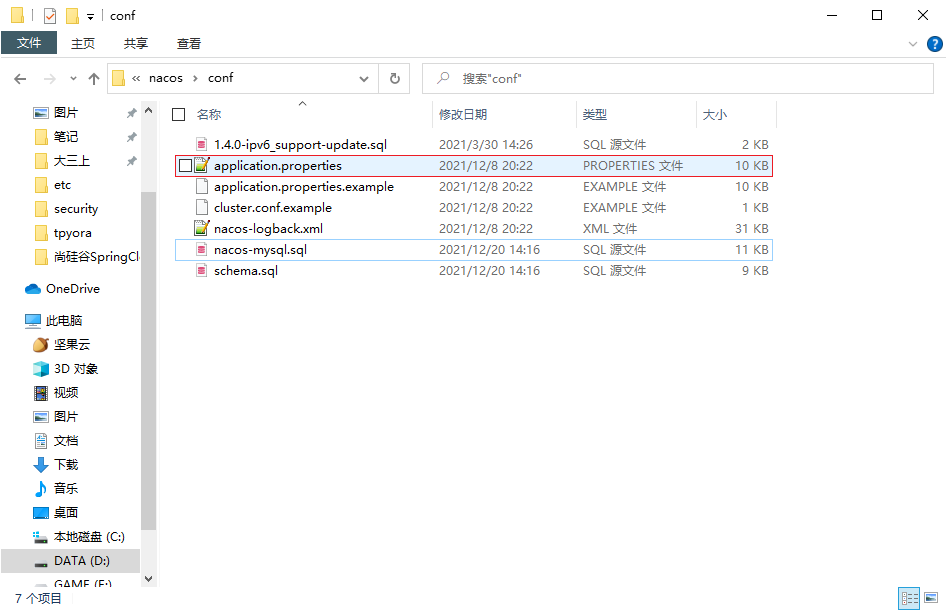 conf
文件 主页 共享 查看
« nacos › conf 搜索"conf"
图片
笔记
大三上
etc
security
tpyora
尚硅谷SpringCl
OneDrive
此电脑
坚果云
3D 对象
视频
图片
文档
下载
音乐
桌面
本地磁盘 (C:)
DATA (D:)
GAME (E:)
名称 修改日期 类型 大小
1.4.0-ipv6_support-update.sql 2021/3/30 14:26 SQL 源文件 2 KB
application.properties 2021/12/8 20:22 PROPERTIES 文件 10 KB
application.properties.example 2021/12/8 20:22 EXAMPLE 文件 10 KB
cluster.conf.example 2021/12/8 20:22 EXAMPLE 文件 1 KB
nacos-logback.xml 2021/12/8 20:22 XML 文件 31 KB
nacos-mysql.sql 2021/12/20 14:16 SQL 源文件 11 KB
schema.sql 2021/12/20 14:16 SQL 源文件 9 KB
7 个项目